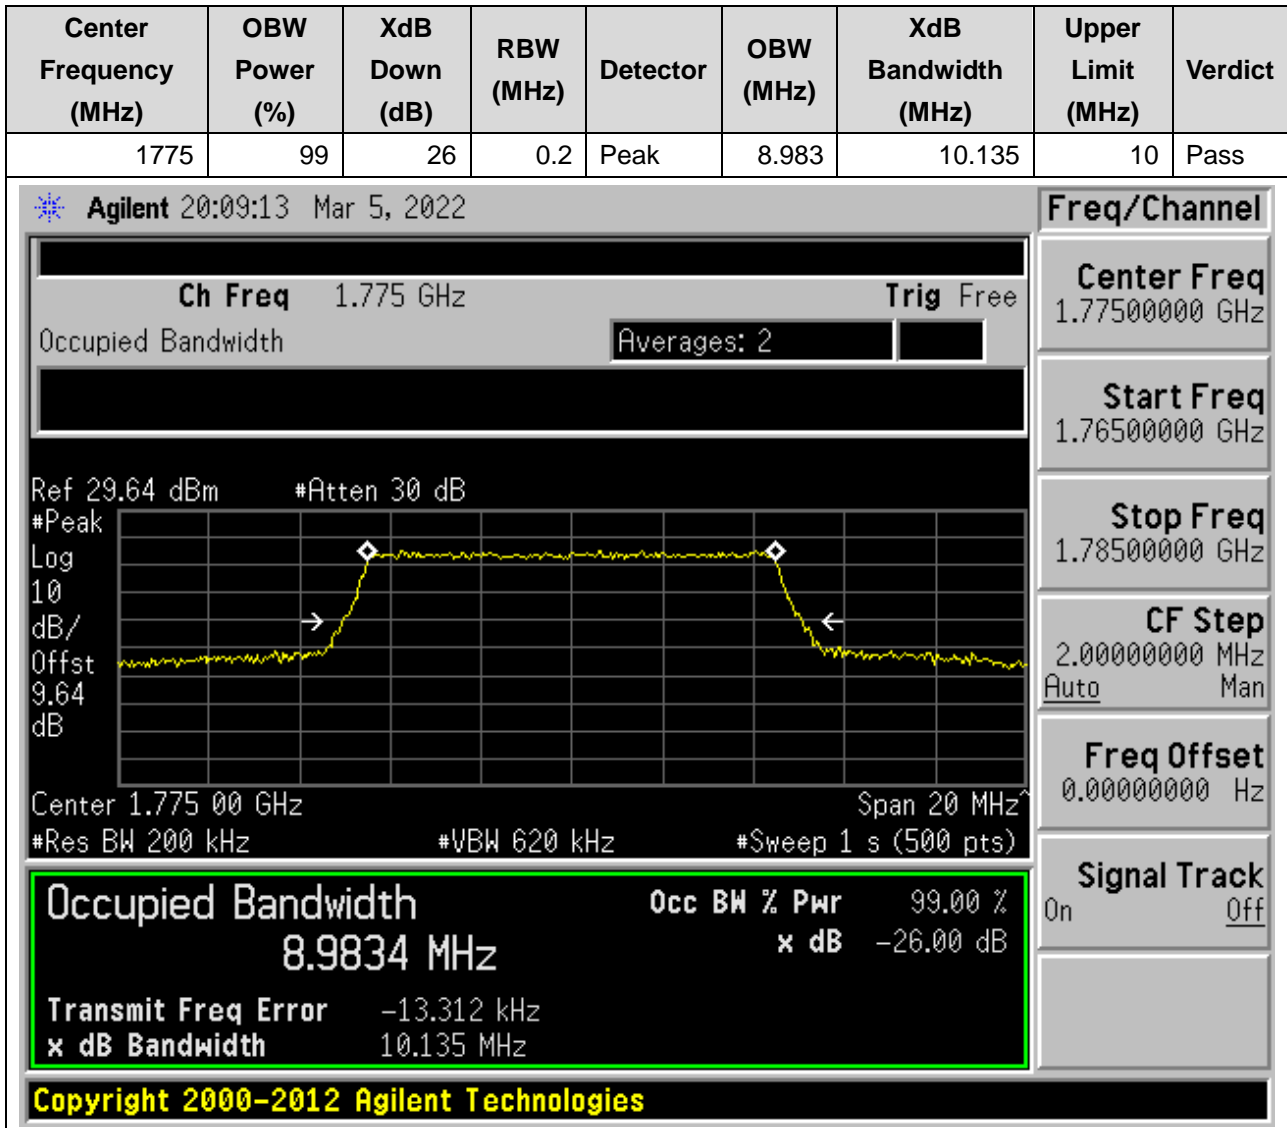 Center Frequency (MHz) OBW Power (%) XdB Down (dB) RBW (MHz) Detector OBW (MHz) XdB Bandwidth (MHz) Upper Limit (MHz) Verdict
1775 99 26 0.2 Peak 8.983 10.135 10 Pass
Agilent 20:09:13 Mar 5, 2022
Freq/Channel
Ch Freq 1.775 GHz Trig Free
Occupied Bandwidth Averages: 2
Center Freq
1.77500000 GHz
Start Freq
1.76500000 GHz
Stop Freq
1.78500000 GHz
CF Step
2.00000000 MHz
Auto Man
Freq Offset
0.00000000 Hz
Signal Track
On Off
Ref 29.64 dBm #Atten 30 dB
#Peak
Log
10
dB/
Offst
9.64
dB
Center 1.775 00 GHz Span 20 MHz^
#Res BW 200 kHz #VBW 620 kHz #Sweep 1 s (500 pts)
Occupied Bandwidth Occ BW % Pwr 99.00 %
8.9834 MHz x dB -26.00 dB
Transmit Freq Error -13.312 kHz
x dB Bandwidth 10.135 MHz
Copyright 2000-2012 Agilent Technologies